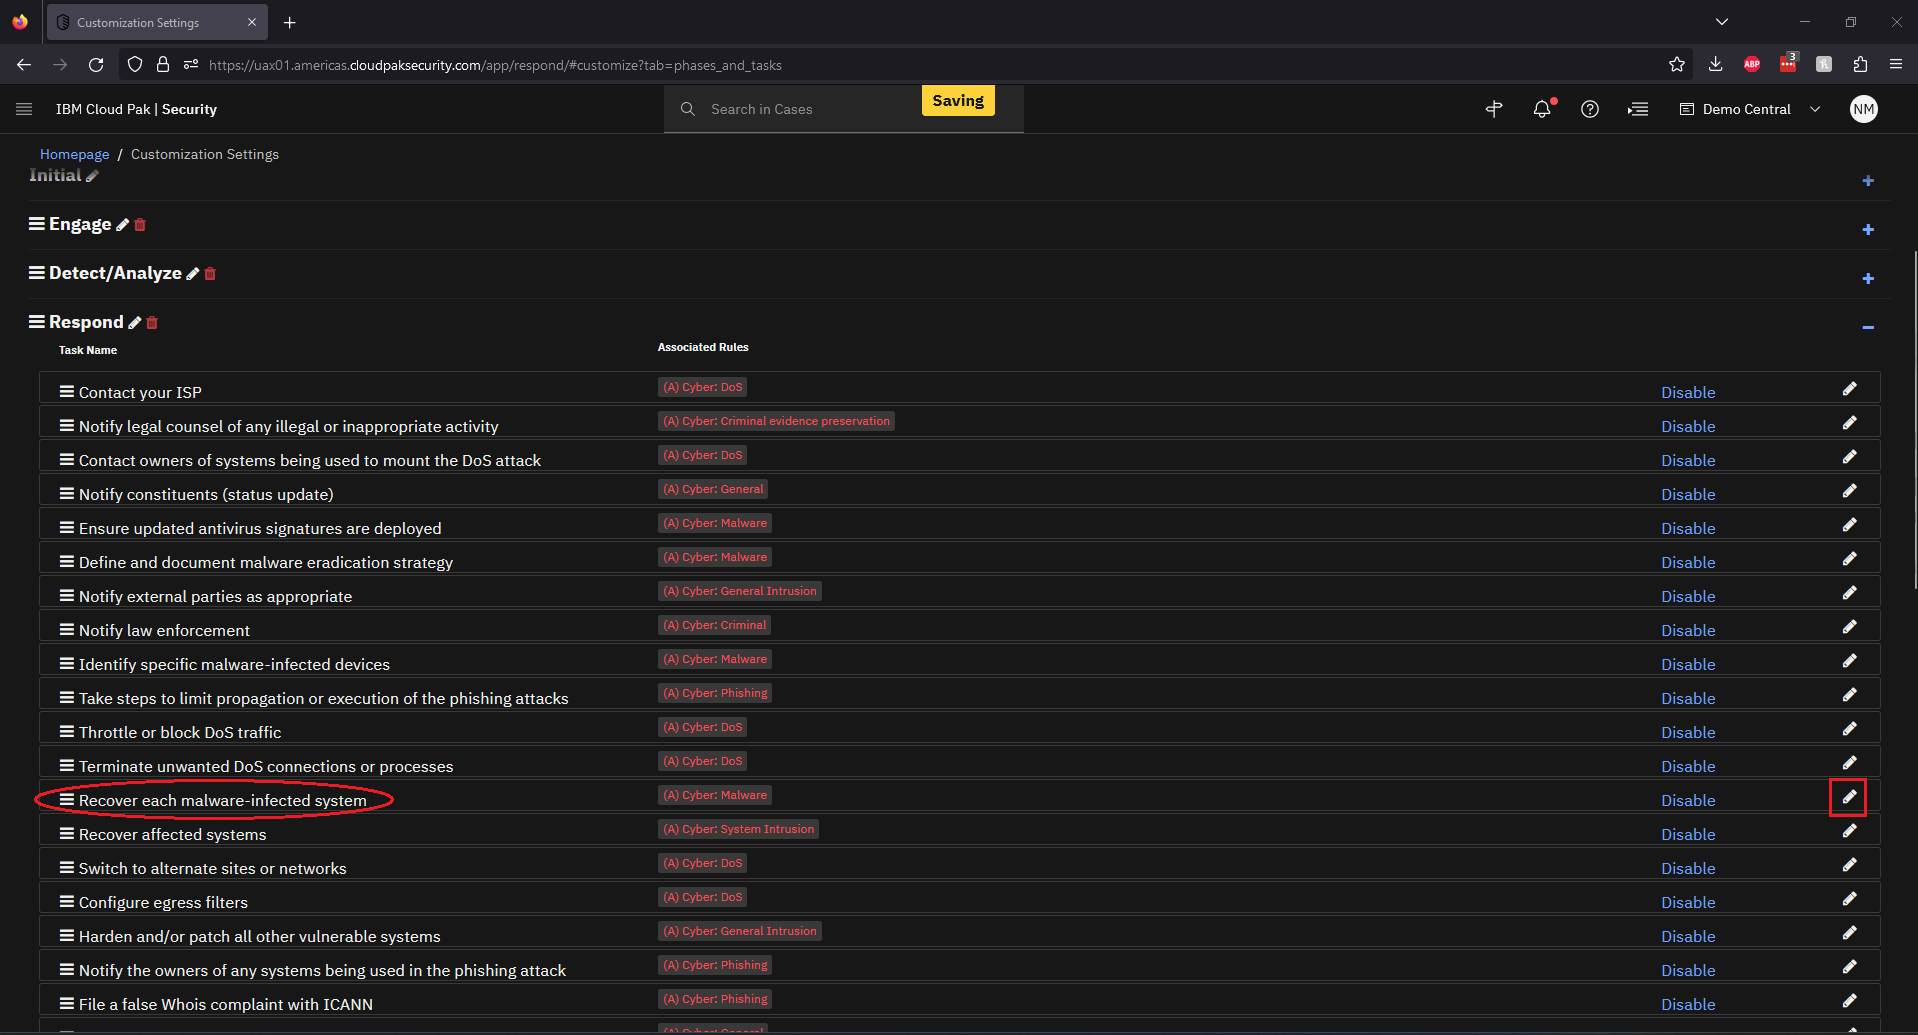 Customization Settings
https://uax01.americas.cloudpaksecurity.com/app/respond/#customize?tab=phases_and_tasks
ABP
3
IBM Cloud Pak | Security
Search in Cases
Saving
Demo Central
NM
Homepage / Customization Settings
Initial
Engage
Detect/Analyze
Respond
Task Name Associated Rules
Contact your ISP (A) Cyber: DoS Disable
Notify legal counsel of any illegal or inappropriate activity (A) Cyber: Criminal evidence preservation Disable
Contact owners of systems being used to mount the DoS attack (A) Cyber: DoS Disable
Notify constituents (status update) (A) Cyber: General Disable
Ensure updated antivirus signatures are deployed (A) Cyber: Malware Disable
Define and document malware eradication strategy (A) Cyber: Malware Disable
Notify external parties as appropriate (A) Cyber: General Intrusion Disable
Notify law enforcement (A) Cyber: Criminal Disable
Identify specific malware-infected devices (A) Cyber: Malware Disable
Take steps to limit propagation or execution of the phishing attacks (A) Cyber: Phishing Disable
Throttle or block DoS traffic (A) Cyber: DoS Disable
Terminate unwanted DoS connections or processes (A) Cyber: DoS Disable
Recover each malware-infected system (A) Cyber: Malware Disable
Recover affected systems (A) Cyber: System Intrusion Disable
Switch to alternate sites or networks (A) Cyber: DoS Disable
Configure egress filters (A) Cyber: DoS Disable
Harden and/or patch all other vulnerable systems (A) Cyber: General Intrusion Disable
Notify the owners of any systems being used in the phishing attack (A) Cyber: Phishing Disable
File a false Whois complaint with ICANN (A) Cyber: Phishing Disable